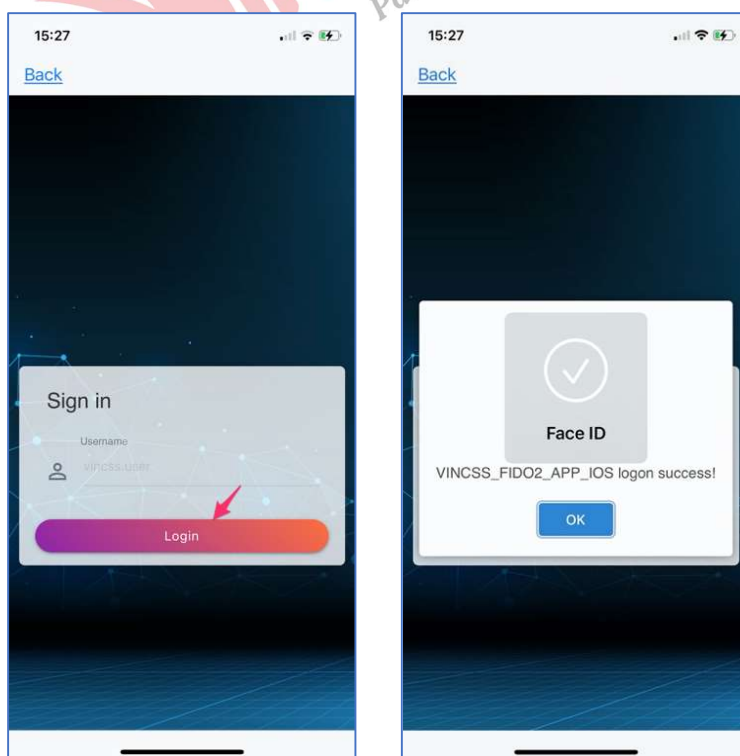 15:27
Back
Sign in
Username
vincss.user
Login
15:27
Back
Face ID
VINCSS_FIDO2_APP_IOS logon success!
OK